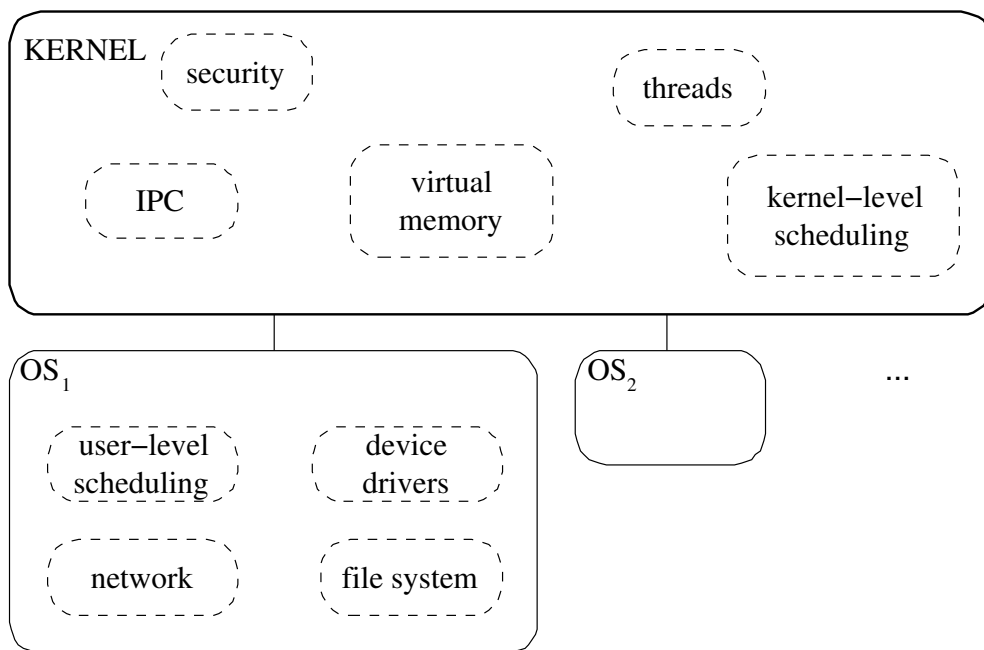 KERNEL
security
threads
IPC
virtual
memory
kernel−level
scheduling
OS₁
OS₂
...
user−level
scheduling
device
drivers
network
file system